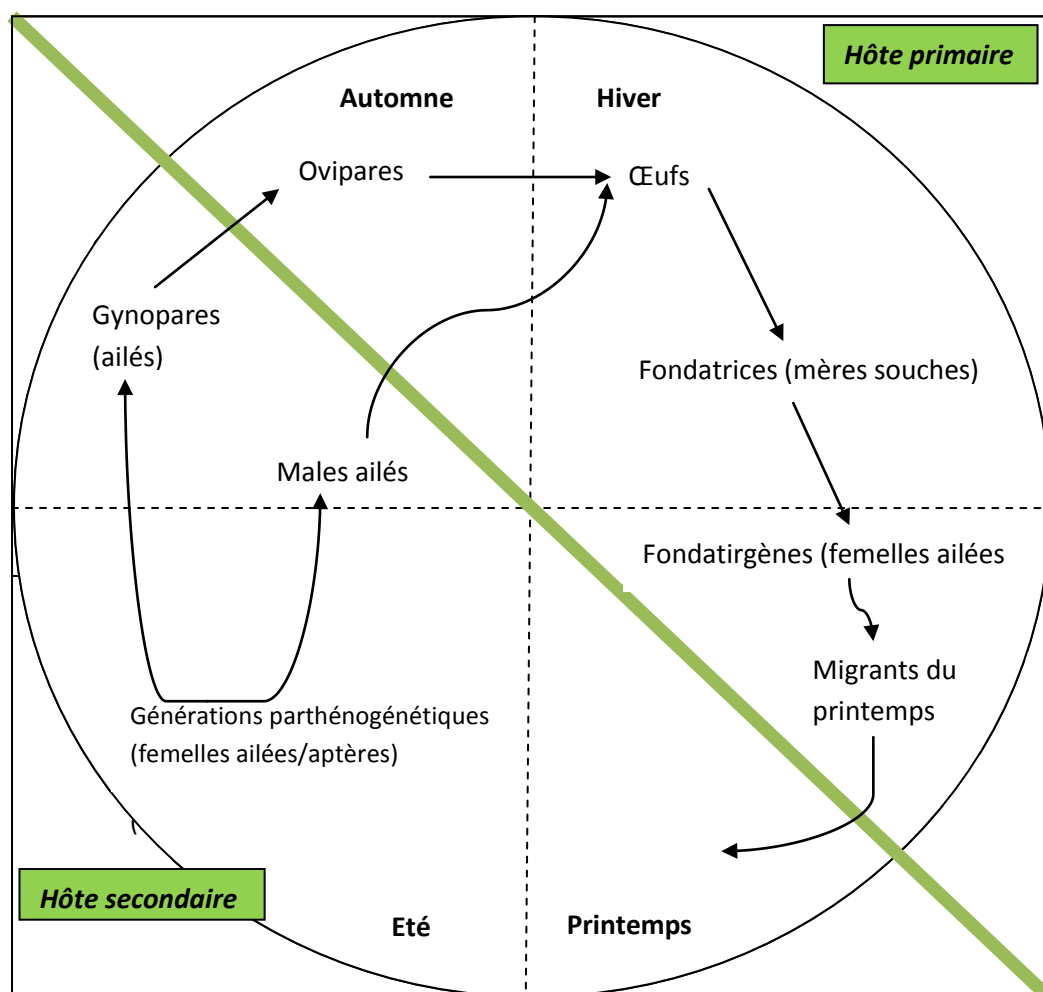 Hôte primaire
Automne
Hiver
Ovipares
Œufs
Gynopares
(ailés)
Fondatrices (mères souches)
Males ailés
Fondatirgènes (femelles ailées
Migrants du
printemps
Générations parthénogénétiques
(femelles ailées/aptères)
(
Hôte secondaire
Eté
Printemps